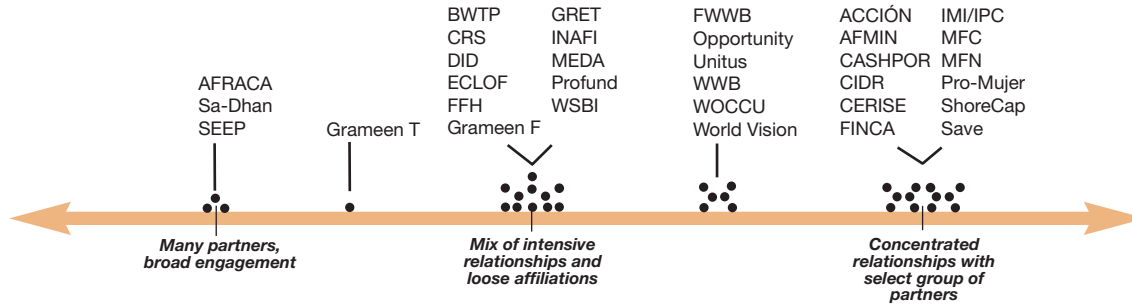 AFRACA
Sa-Dhan
SEEP
Grameen T
BWTP
CRS
DID
ECLOF
FFH
Grameen F
GRET
INAFI
MEDA
Profund
WSBI
FWWB
Opportunity
Unitus
WWB
WOCCU
World Vision
ACCIÓN
AFMIN
CASHPOR
CIDR
CERISE
FINCA
IMI/IPC
MFC
MFN
Pro-Mujer
ShoreCap
Save
Many partners,
broad engagement
Mix of intensive
relationships and
loose affiliations
Concentrated
relationships with
select group of
partners